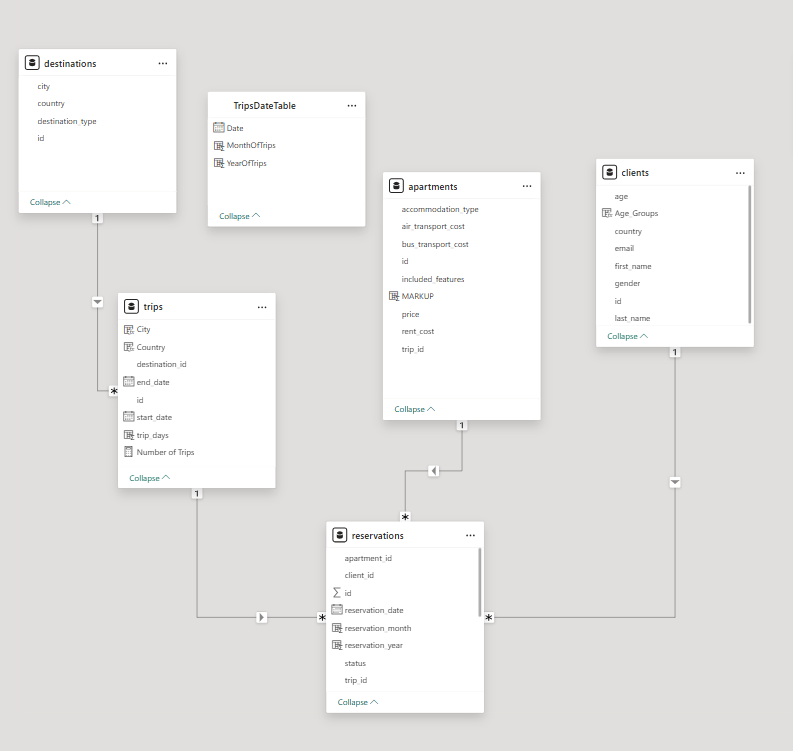 destinations
city
country
destination_type
id
Collapse
TripsDateTable
Date
MonthOfTrips
YearOfTrips
Collapse
apartments
accommodation_type
air_transport_cost
bus_transport_cost
id
included_features
MARKUP
price
rent_cost
trip_id
Collapse
clients
age
Age_Groups
country
email
first_name
gender
id
last_name
Collapse
1
trips
City
Country
destination_id
end_date
id
start_date
trip_days
Number of Trips
Collapse
*
1
1
1
*
reservations
apartment_id
client_id
id
reservation_date
reservation_month
reservation_year
status
trip_id
Collapse
*
*